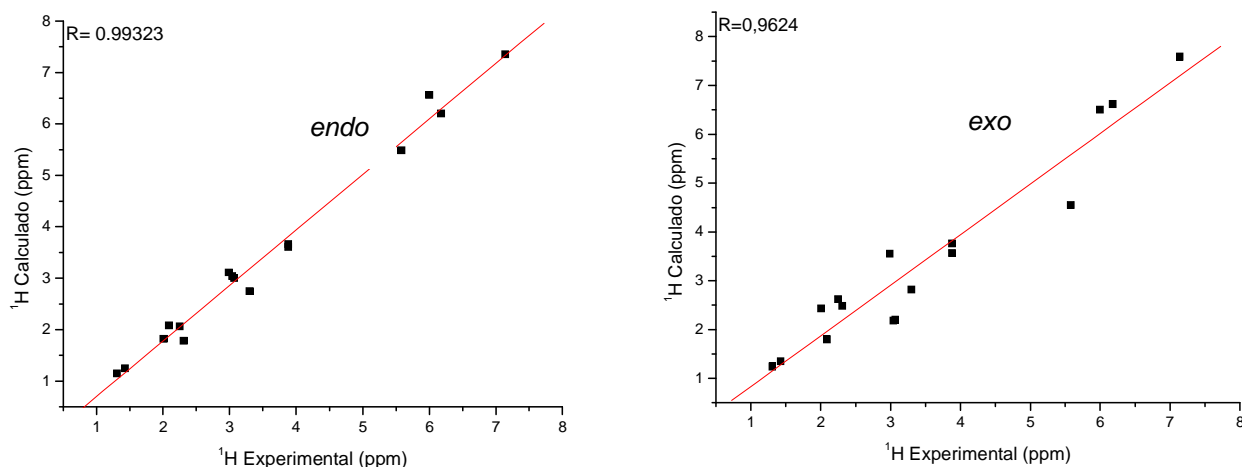 R= 0.99323
endo
¹H Calculado (ppm)
8
7
6
5
4
3
2
1
1 2 3 4 5 6 7 8
¹H Experimental (ppm)
R=0,9624
exo
¹H Calculado (ppm)
8
7
6
5
4
3
2
1
1 2 3 4 5 6 7 8
¹H Experimental (ppm)